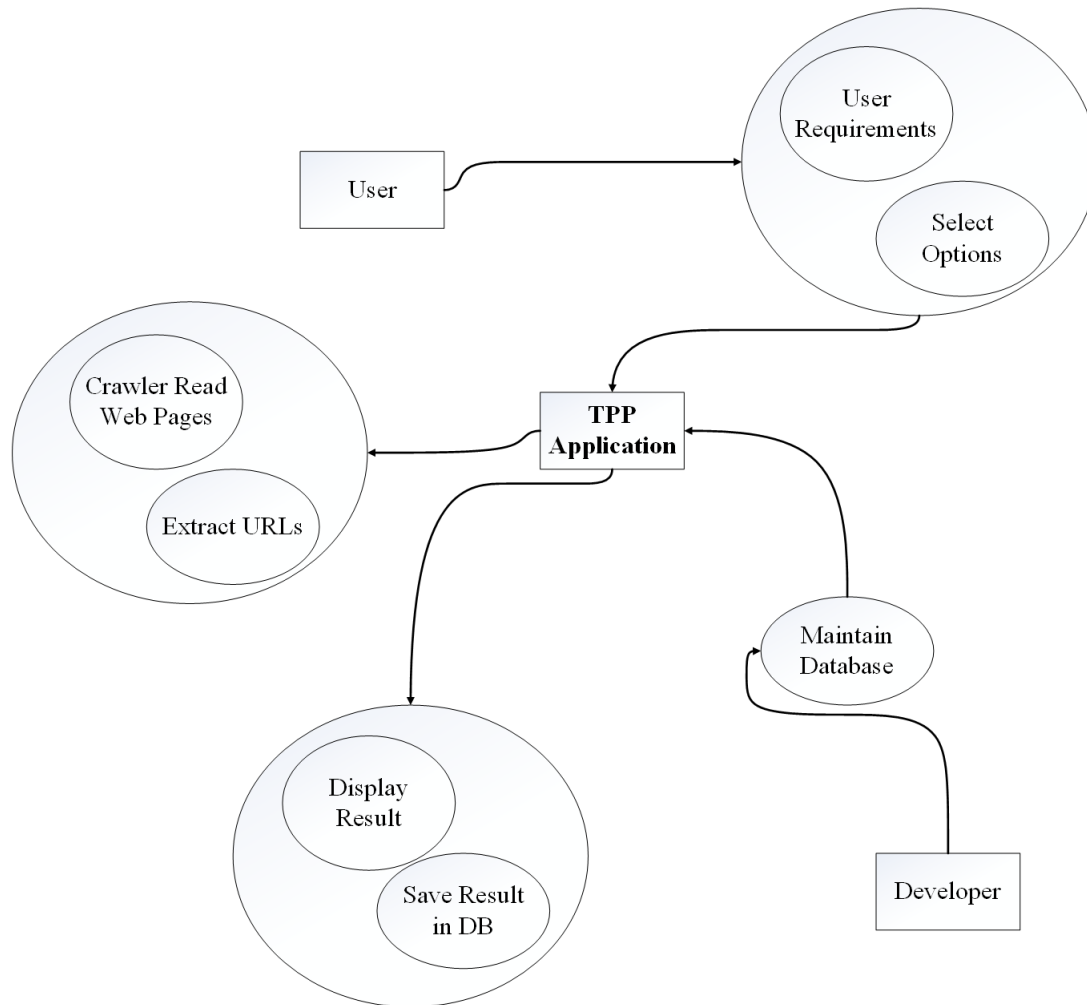 User
Requirements
User
Select
Options
Crawler Read
Web Pages
TPP
Application
Extract URLs
Maintain
Database
Display
Result
Save Result
in DB
Developer